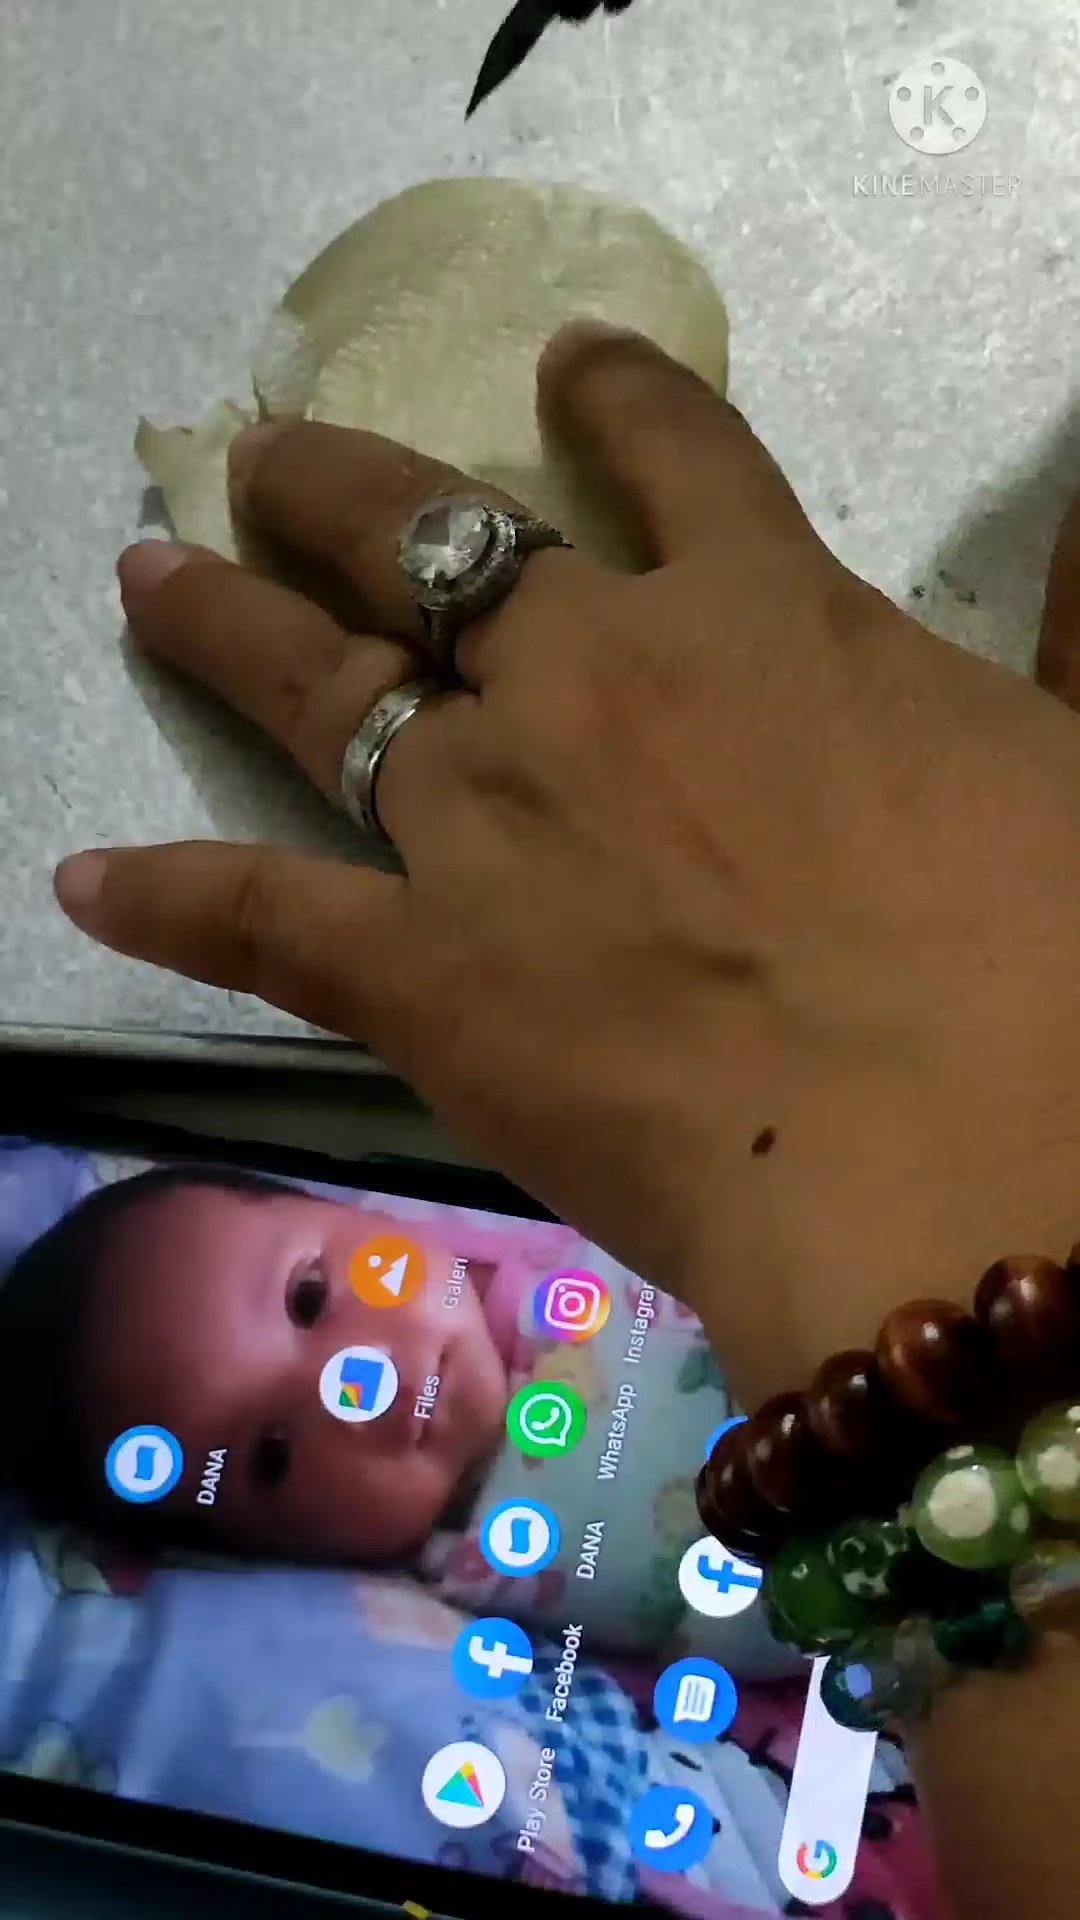 KINEMASTER
Galeri
Files
DANA
Instagram
WhatsApp
DANA
Facebook
Play Store